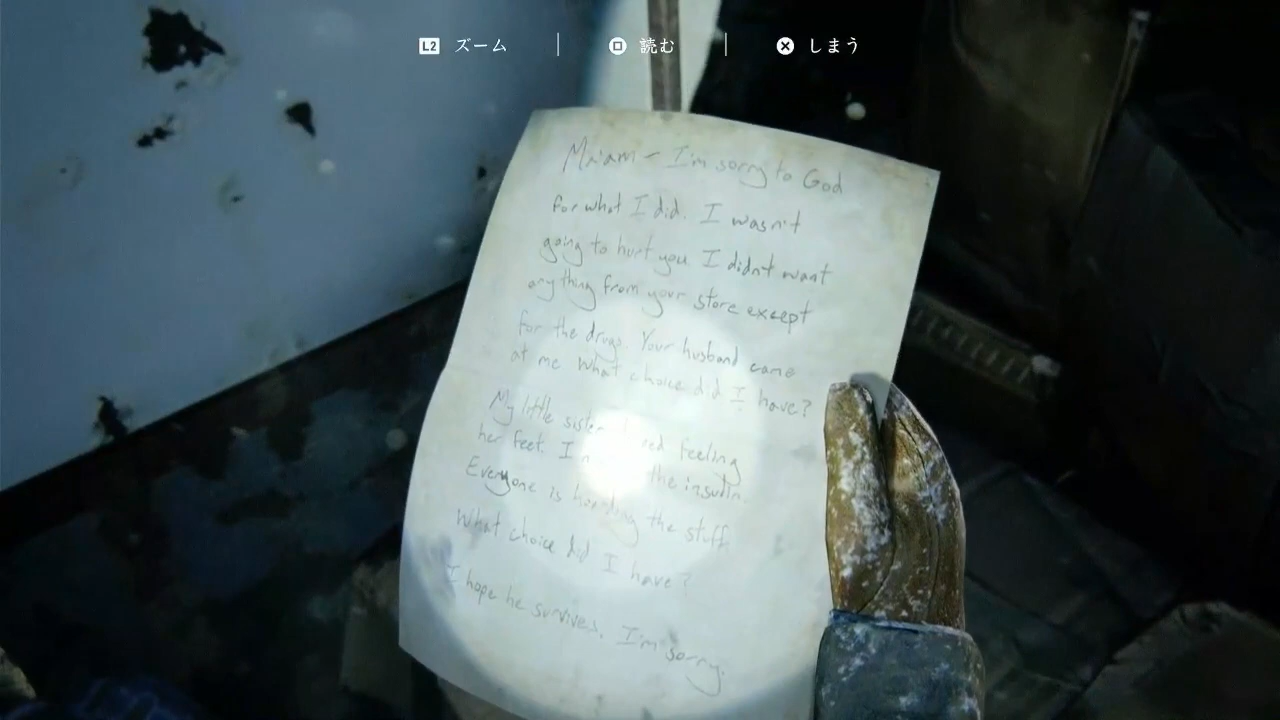 L2 ズーム 読む しまう
Maiam - I'm sorry to God
for what I did. I wasn't
going to hurt you I didnt want
anything from your store except
for the drugs. Your husband came
at me what choice did I have?
My little sister feeling
her feet. I the insulin.
Everyone is hoarding the stuff.
What choice did I have?
I hope he survives. I'm sorry.